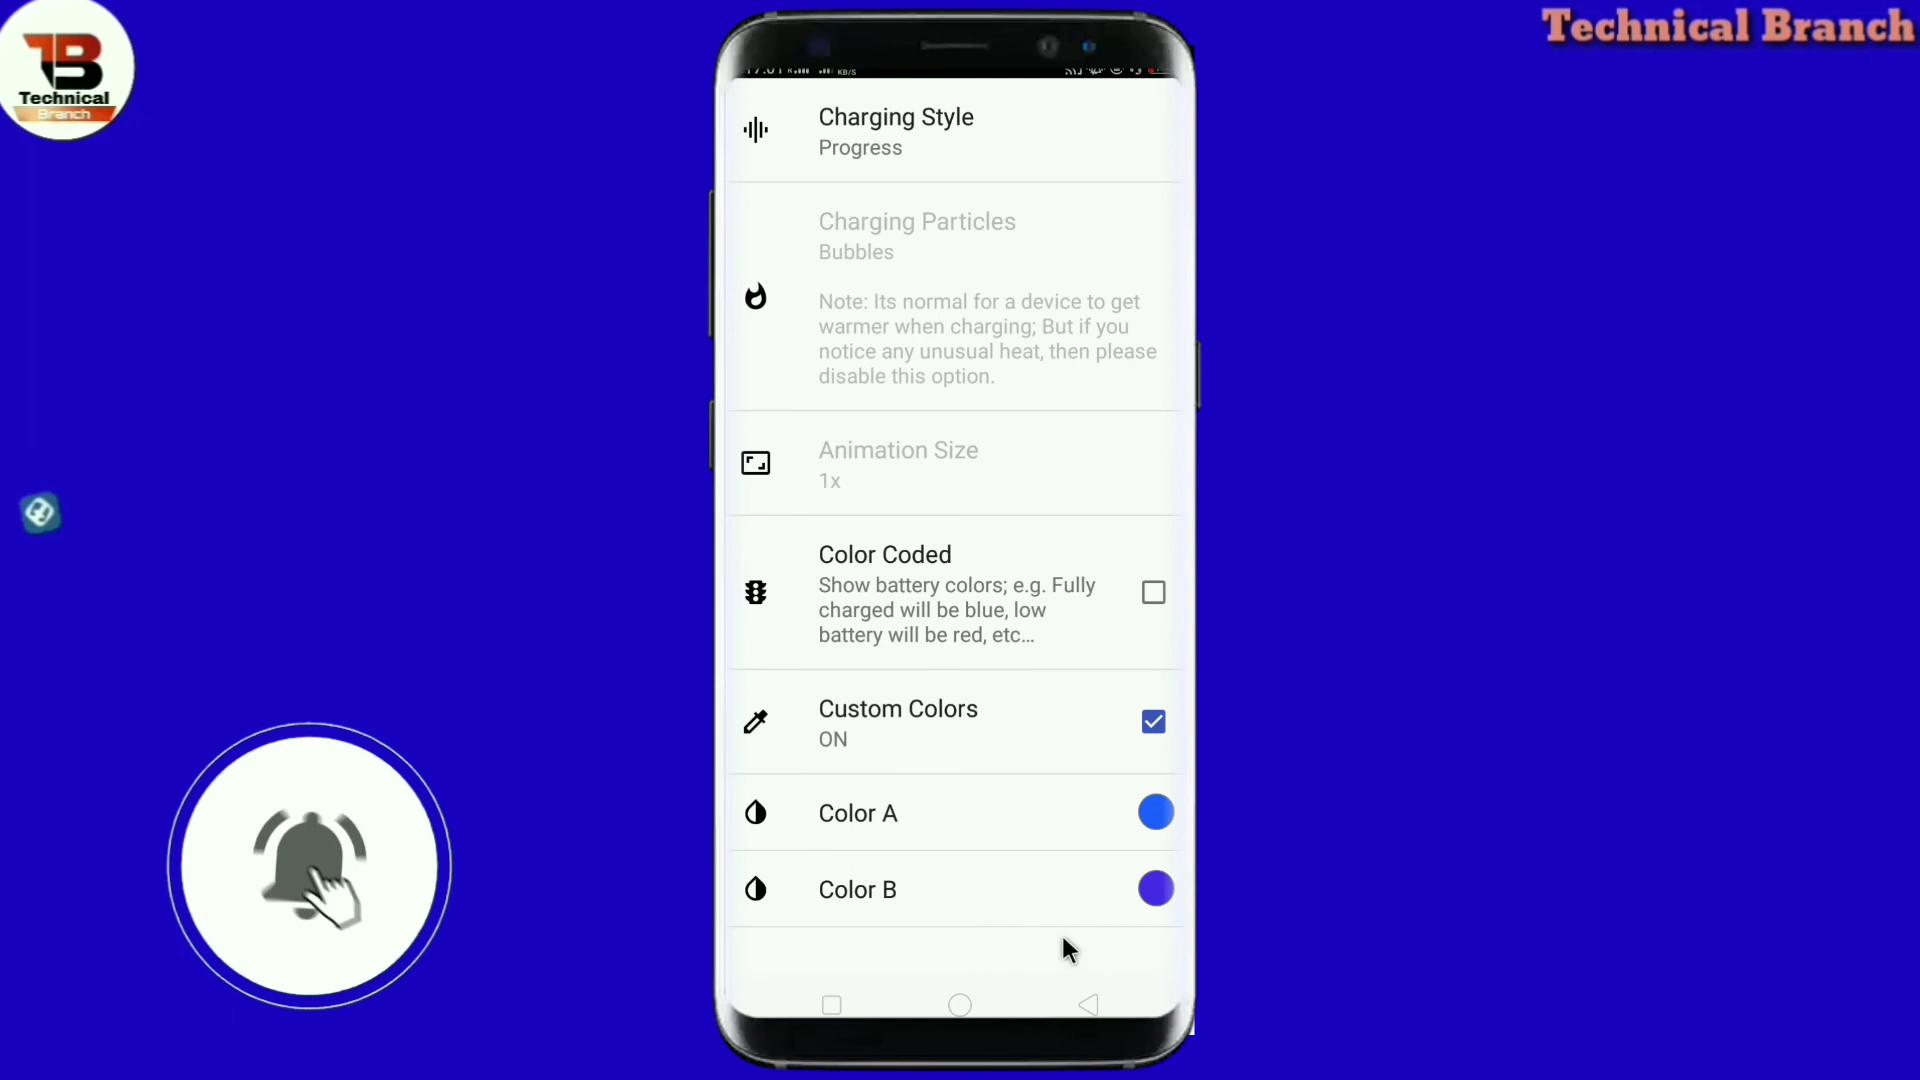 Technical Branch
TB
Technical
Branch
KB/S
Charging Style
Progress
Charging Particles
Bubbles
Note: Its normal for a device to get
warmer when charging; But if you
notice any unusual heat, then please
disable this option.
Animation Size
1x
Color Coded
Show battery colors; e.g. Fully
charged will be blue, low
battery will be red, etc...
Custom Colors
ON
Color A
Color B